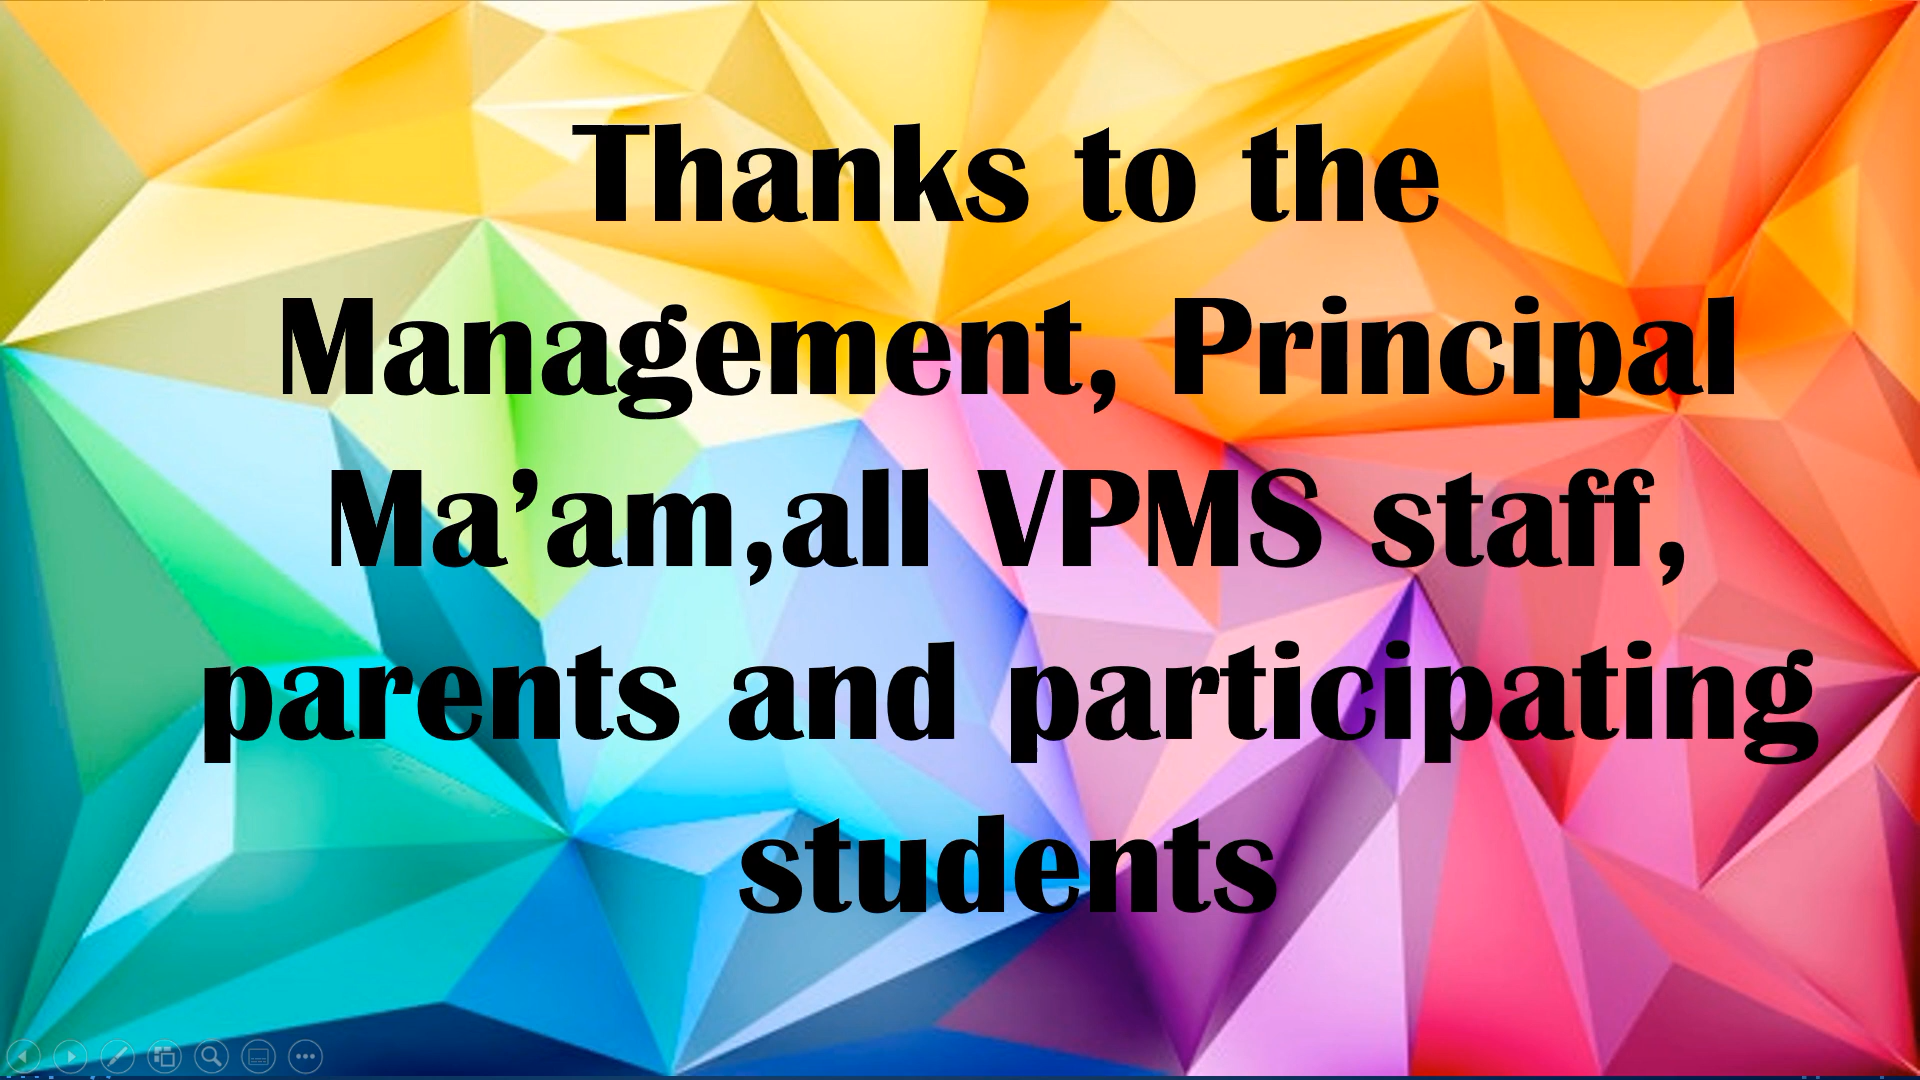 Thanks to the
Management, Principal
Ma’am,all VPMS staff,
parents and participating
students